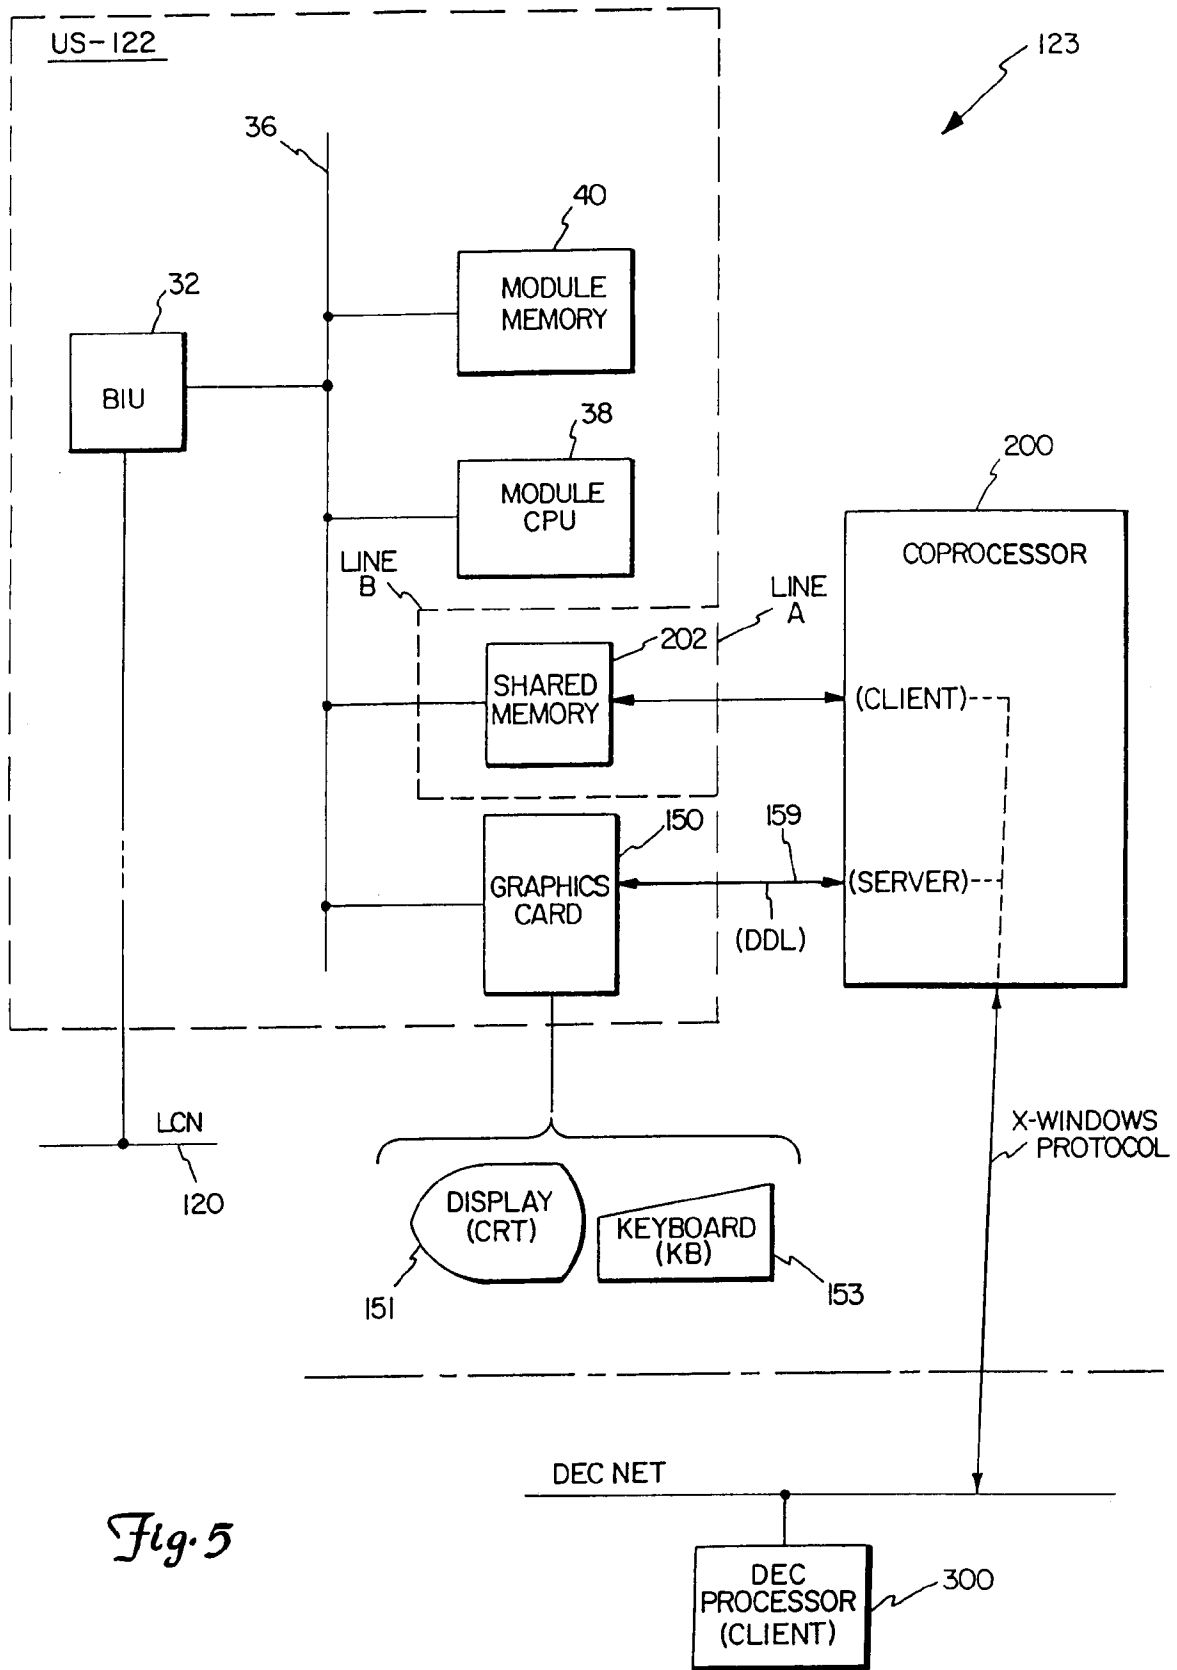 US-122
123
36
40
MODULE
MEMORY
32
BIU
38
MODULE
CPU
200
COPROCESSOR
LINE
B
LINE
A
202
SHARED
MEMORY
(CLIENT)
150
159
GRAPHICS
CARD
(SERVER)
(DDL)
LCN
120
X-WINDOWS
PROTOCOL
DISPLAY
(CRT)
KEYBOARD
(KB)
151
153
DEC NET
Fig. 5
DEC
PROCESSOR
(CLIENT)
300